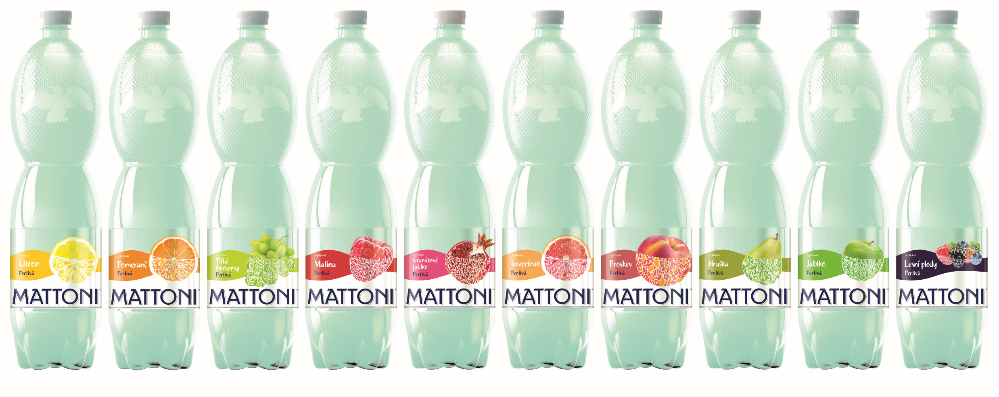 S příchutí
Citron
Perlivá
MATTONI
S příchutí
Pomeranč
Perlivá
MATTONI
S příchutí
Bílé
hrozny
Perlivá
MATTONI
S příchutí
Malina
Perlivá
MATTONI
S příchutí
Granátové
jablko
Perlivá
MATTONI
S příchutí
Grapefruit
Perlivá
MATTONI
S příchutí
Broskev
Perlivá
MATTONI
S příchutí
Hruška
Perlivá
MATTONI
S příchutí
Jablko
Perlivá
MATTONI
S příchutí
Lesní plody
Perlivá
MATTONI